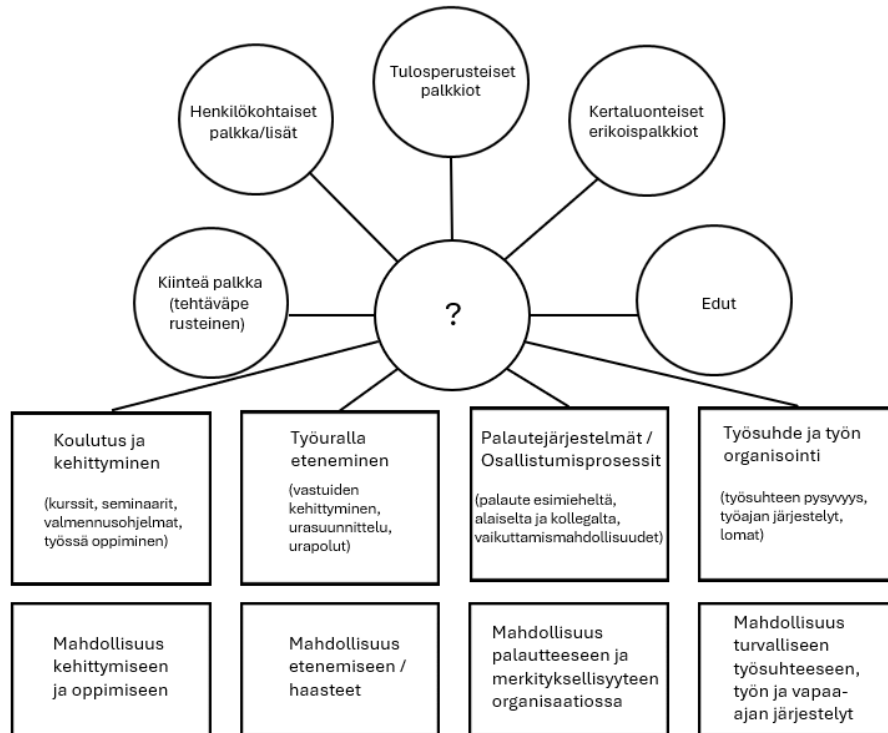 Tulosperusteiset
palkkiot
Henkilökohtaiset
palkka/lisät
Kertaluonteiset
erikoispalkkiot
Kiinteä palkka
(tehtäväpe
rusteinen)
?
Edut
Koulutus ja
kehittyminen
(kurssit, seminaarit,
valmennusohjelmat,
työssä oppiminen)
Työuralla
eteneminen
(vastuiden
kehittyminen,
urasuunnittelu,
urapolut)
Palautejärjestelmät /
Osallistumisprosessit
(palaute esimieheltä,
alaiselta ja kollegalta,
vaikuttamismahdollisuudet)
Työsuhde ja työn
organisointi
(työsuhteen pysyvyys,
työajan järjestelyt,
lomat)
Mahdollisuus
kehittymiseen
ja oppimiseen
Mahdollisuus
etenemiseen /
haasteet
Mahdollisuus
palautteeseen ja
merkityksellisyyteen
organisaatiossa
Mahdollisuus
turvalliseen
työsuhteeseen,
työn ja vapaa-
ajan järjestelyt